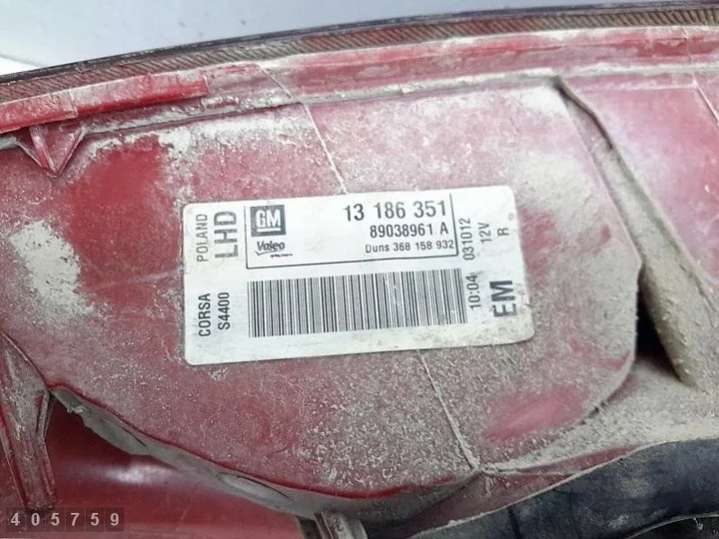 POLAND
LHD
GM
Valeo
13 186 351
89038961 A
Duns 368 158 932
031012
12V
R
CORSA
S4400
10:04
EM
405759